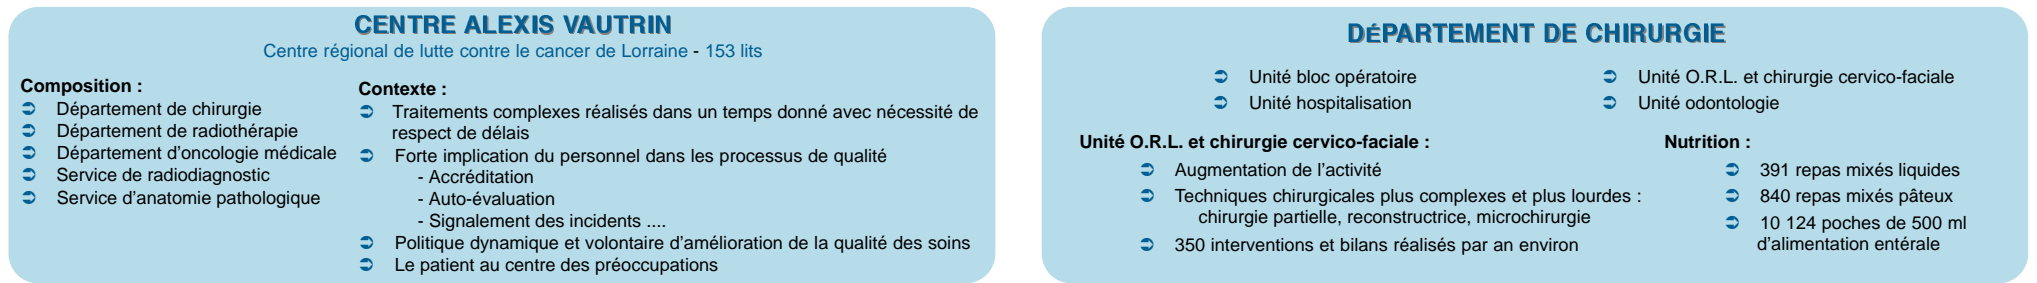 CENTRE ALEXIS VAUTRIN
Centre régional de lutte contre le cancer de Lorraine - 153 lits
Composition :
Département de chirurgie
Département de radiothérapie
Département d'oncologie médicale
Service de radiodiagnostic
Service d'anatomie pathologique
Contexte :
Traitements complexes réalisés dans un temps donné avec nécessité de
respect de délais
Forte implication du personnel dans les processus de qualité
- Accréditation
- Auto-évaluation
- Signalement des incidents ....
Politique dynamique et volontaire d'amélioration de la qualité des soins
Le patient au centre des préoccupations
DÉPARTEMENT DE CHIRURGIE
Unité bloc opératoire
Unité hospitalisation
Unité O.R.L. et chirurgie cervico-faciale
Unité odontologie
Unité O.R.L. et chirurgie cervico-faciale :
Augmentation de l'activité
Techniques chirurgicales plus complexes et plus lourdes :
chirurgie partielle, reconstructrice, microchirurgie
350 interventions et bilans réalisés par an environ
Nutrition :
391 repas mixés liquides
840 repas mixés pâteux
10 124 poches de 500 ml
d'alimentation entérale